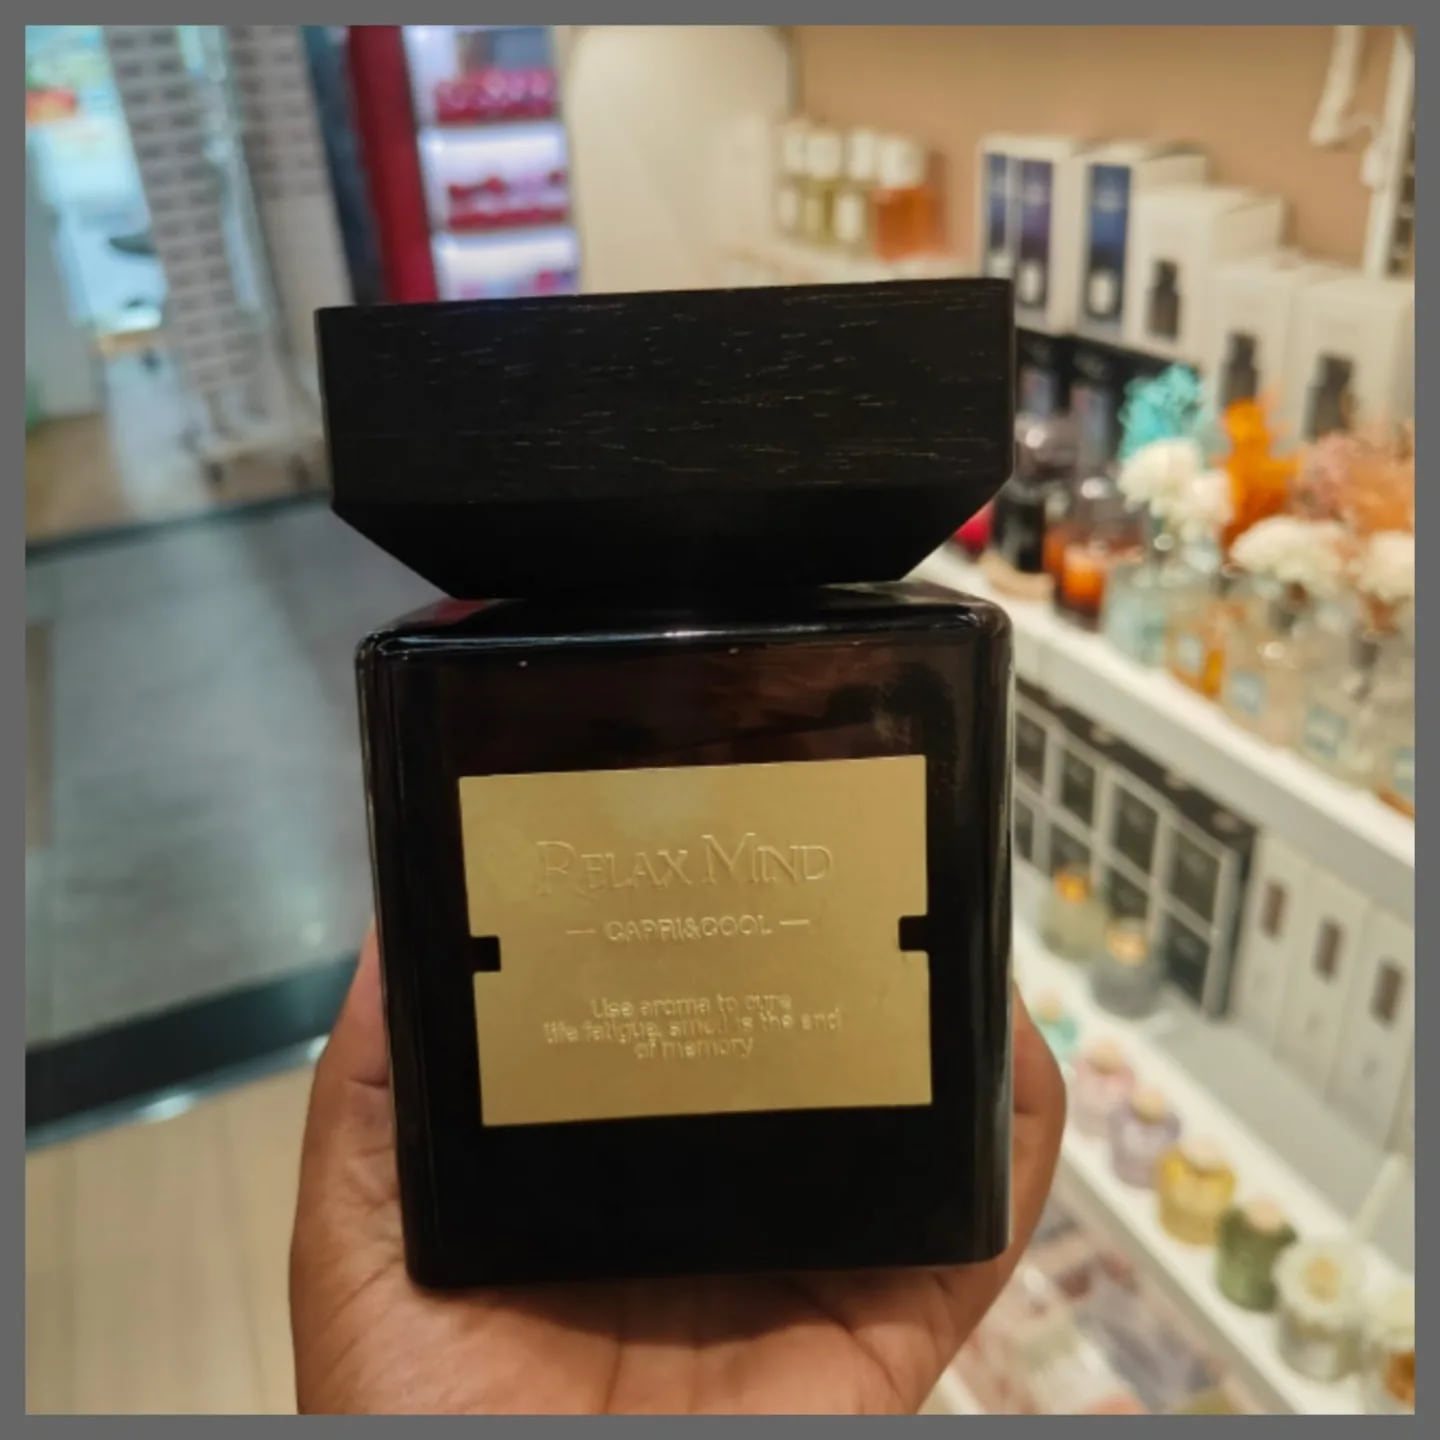 RELAX MIND
— CAPRI&COOL —
Use aroma to cure
life fatigue, smell is the end
of memory